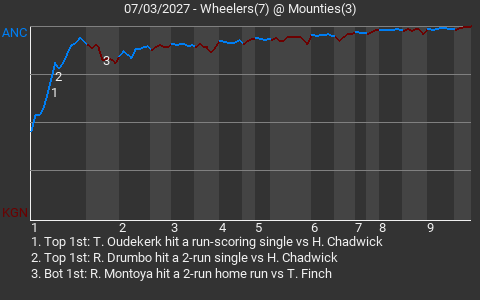 07/03/2027 - Wheelers(7) @ Mounties(3)
ANC
2
3
1
KGN
1 2 3 4 5 6 7 8 9
1. Top 1st: T. Oudekerk hit a run-scoring single vs H. Chadwick
2. Top 1st: R. Drumbo hit a 2-run single vs H. Chadwick
3. Bot 1st: R. Montoya hit a 2-run home run vs T. Finch